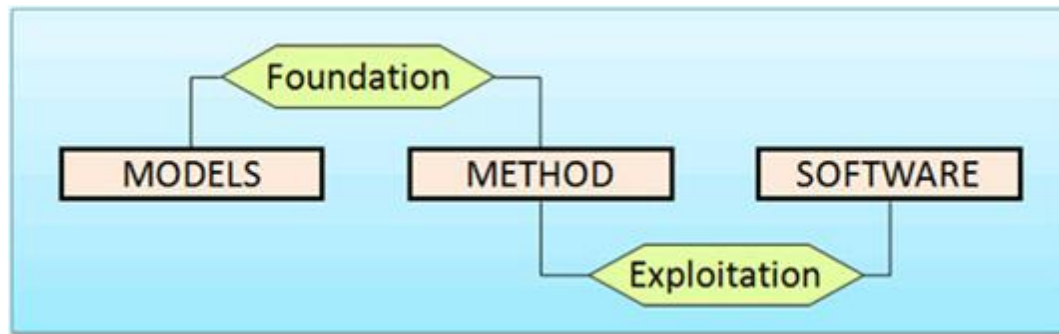 Foundation
MODELS
METHOD
SOFTWARE
Exploitation